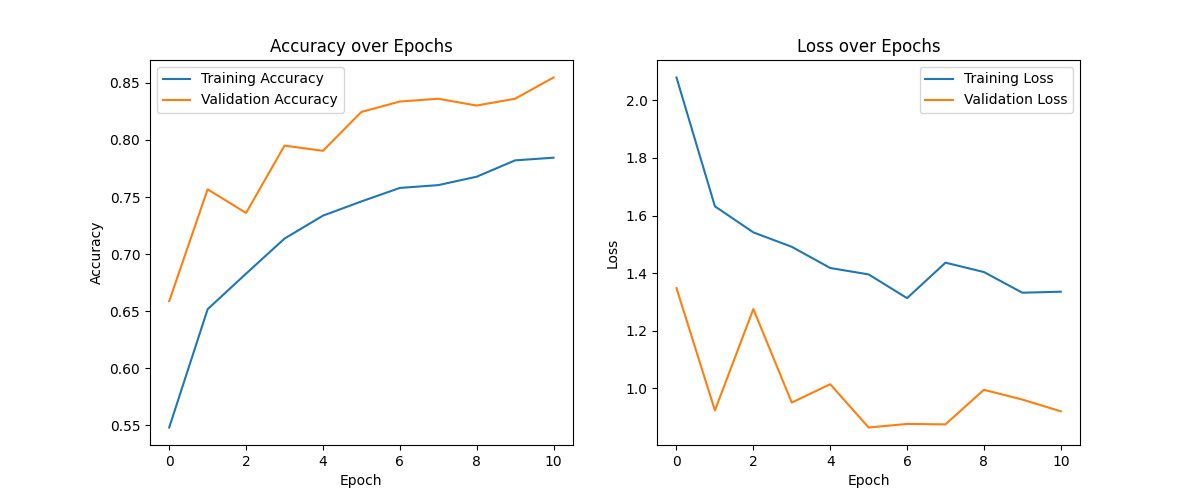 Accuracy over Epochs
Training Accuracy
Validation Accuracy
0.85
0.80
0.75
0.70
0.65
0.60
0.55
Accuracy
0 2 4 6 8 10
Epoch
Loss over Epochs
Training Loss
Validation Loss
2.0
1.8
1.6
1.4
1.2
1.0
Loss
0 2 4 6 8 10
Epoch